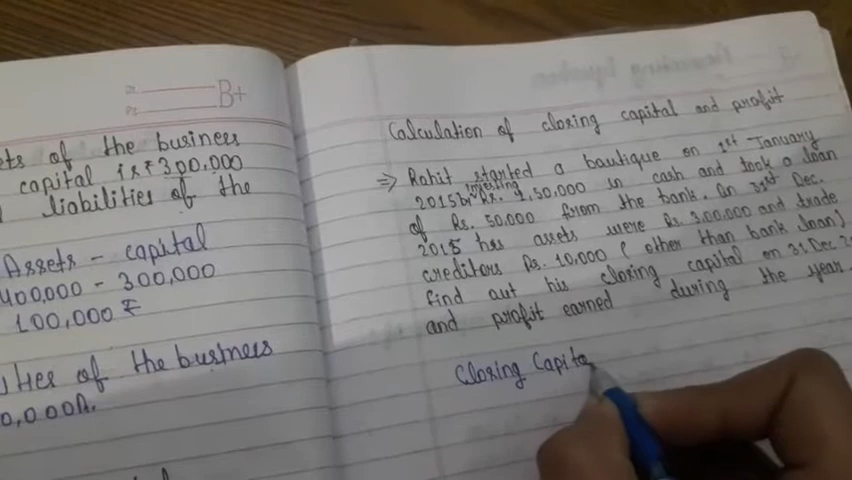 B+
ets of the business
capital is ₹ 300,000
liabilities of the
Assets - capital
400,000 - 300,000
100,000 ₹
of the business
Calculation of closing capital and profit
⇒ Rohit started a boutique on 1st January
2015 by investing Rs. 1,50,000 in cash and took a loan
of Rs. 50,000 from the bank. On 31st Dec.
2015 his assets were Rs. 3,00,000 and trade
creditors Rs. 10,000 (other than bank loan)
find out his closing capital on 31 Dec 20
and profit earned during the year.
Closing Capita